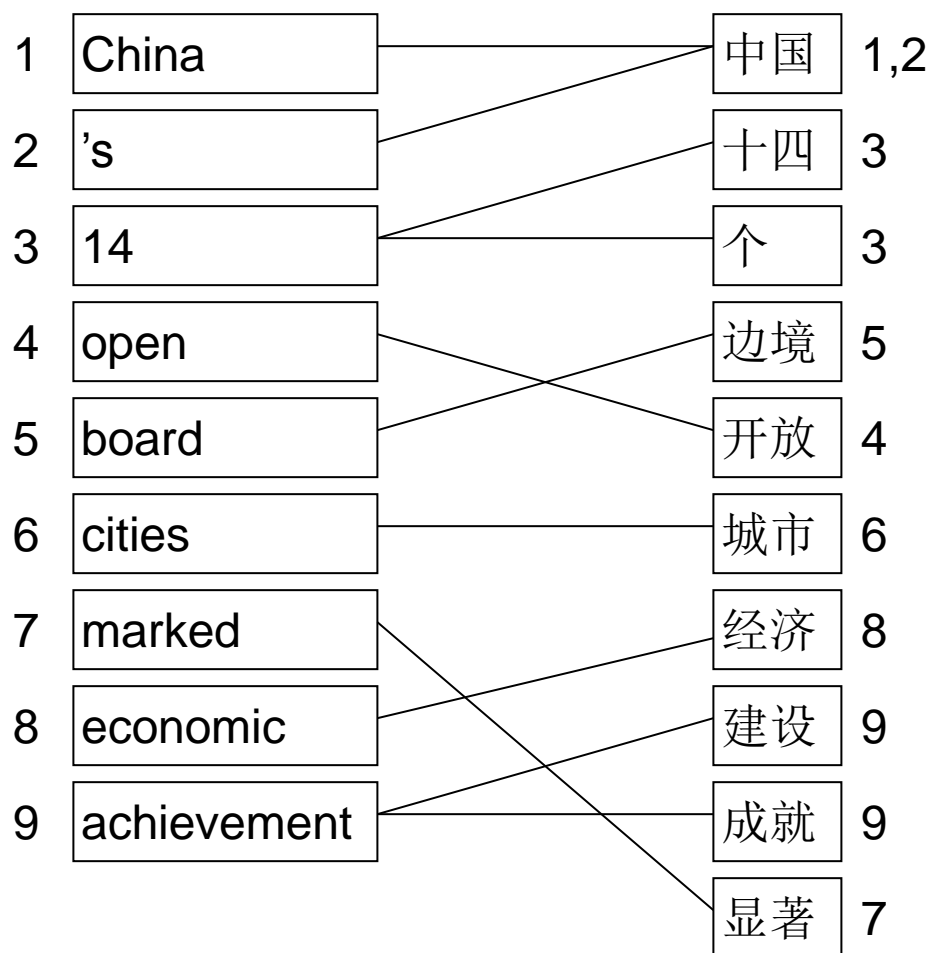 1 China 中国 1,2
2 ’s 十四 3
3 14 个 3
4 open 边境 5
5 board 开放 4
6 cities 城市 6
7 marked 经济 8
8 economic 建设 9
9 achievement 成就 9
显著 7